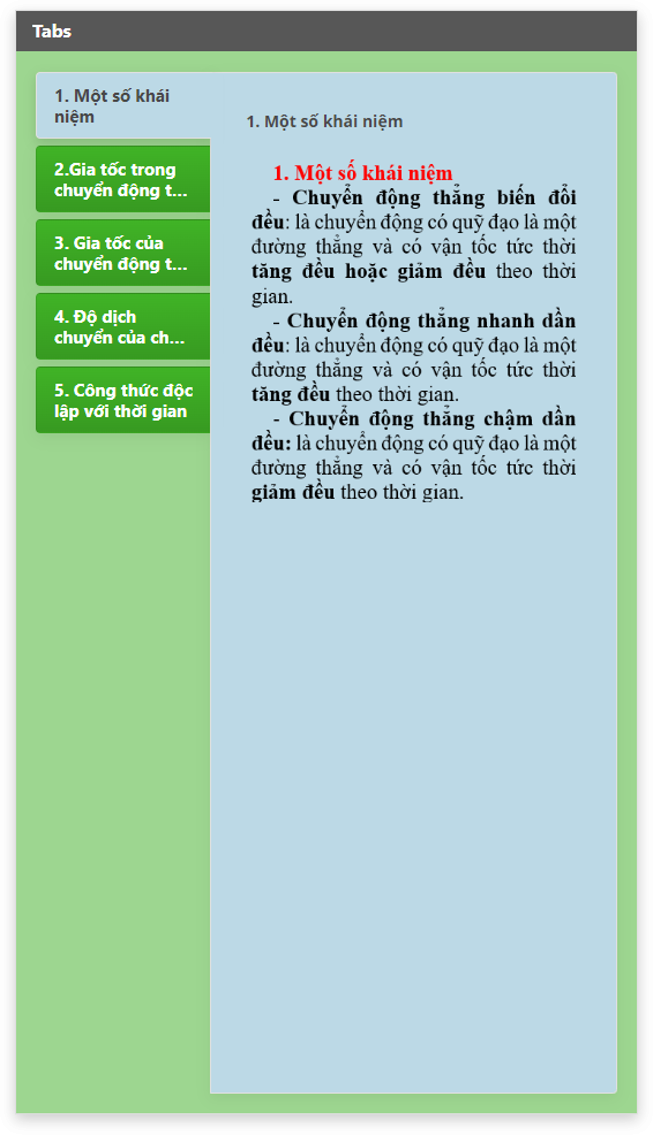 Tabs
1. Một số khái
niệm
2.Gia tốc trong
chuyển động t...
3. Gia tốc của
chuyển động t...
4. Độ dịch
chuyển của ch...
5. Công thức độc
lập với thời gian
1. Một số khái niệm
1. Một số khái niệm
- Chuyển động thẳng biến đổi
đều: là chuyển động có quỹ đạo là một
đường thẳng và có vận tốc tức thời
tăng đều hoặc giảm đều theo thời
gian.
- Chuyển động thẳng nhanh dần
đều: là chuyển động có quỹ đạo là một
đường thẳng và có vận tốc tức thời
tăng đều theo thời gian.
- Chuyển động thẳng chậm dần
đều: là chuyển động có quỹ đạo là một
đường thẳng và có vận tốc tức thời
giảm đều theo thời gian.